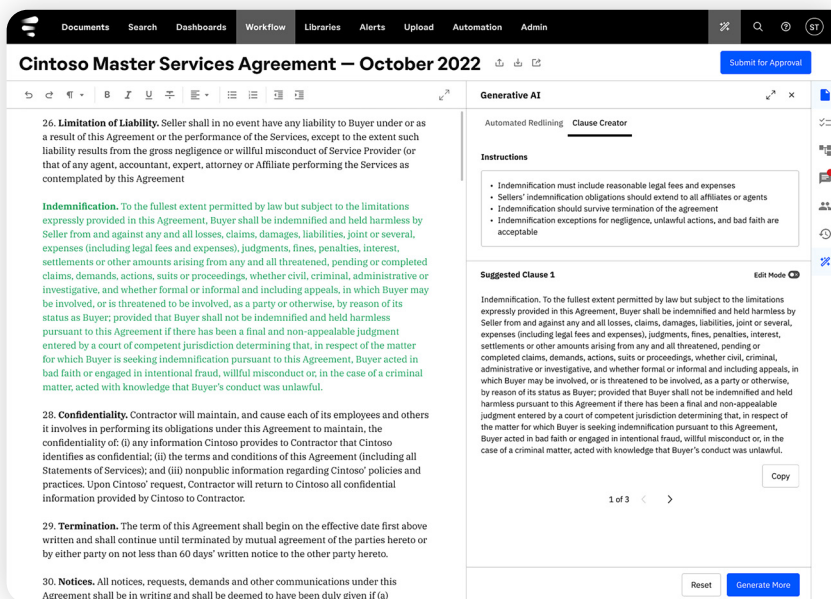 Documents Search Dashboards Workflow Libraries Alerts Upload Automation Admin ST
Cintoso Master Services Agreement — October 2022
Submit for Approval
B I U
26. Limitation of Liability. Seller shall in no event have any liability to Buyer under or as
a result of this Agreement or the performance of the Services, except to the extent such
liability results from the gross negligence or willful misconduct of Service Provider (or
that of any agent, accountant, expert, attorney or Affiliate performing the Services as
contemplated by this Agreement
Indemnification. To the fullest extent permitted by law but subject to the limitations
expressly provided in this Agreement, Buyer shall be indemnified and held harmless by
Seller from and against any and all losses, claims, damages, liabilities, joint or several,
expenses (including legal fees and expenses), judgments, fines, penalties, interest,
settlements or other amounts arising from any and all threatened, pending or completed
claims, demands, actions, suits or proceedings, whether civil, criminal, administrative or
investigative, and whether formal or informal and including appeals, in which Buyer may
be involved, or is threatened to be involved, as a party or otherwise, by reason of its
status as Buyer; provided that Buyer shall not be indemnified and held harmless
pursuant to this Agreement if there has been a final and non-appealable judgment
entered by a court of competent jurisdiction determining that, in respect of the matter
for which Buyer is seeking indemnification pursuant to this Agreement, Buyer acted in
bad faith or engaged in intentional fraud, willful misconduct or, in the case of a criminal
matter, acted with knowledge that Buyer's conduct was unlawful.
28. Confidentiality. Contractor will maintain, and cause each of its employees and others
it involves in performing its obligations under this Agreement to maintain, the
confidentiality of: (i) any information Cintoso provides to Contractor that Cintoso
identifies as confidential; (ii) the terms and conditions of this Agreement (including all
Statements of Services); and (iii) nonpublic information regarding Cintoso' policies and
practices. Upon Cintoso' request, Contractor will return to Cintoso all confidential
information provided by Cintoso to Contractor.
29. Termination. The term of this Agreement shall begin on the effective date first above
written and shall continue until terminated by mutual agreement of the parties hereto or
by either party on not less than 60 days' written notice to the other party hereto.
30. Notices. All notices, requests, demands and other communications under this
Agreement shall be in writing and shall be deemed to have been duly given if (a)
Generative AI
Automated Redlining Clause Creator
Instructions
• Indemnification must include reasonable legal fees and expenses
• Sellers' indemnification obligations should extend to all affiliates or agents
• Indemnification should survive termination of the agreement
• Indemnification exceptions for negligence, unlawful actions, and bad faith are
acceptable
Suggested Clause 1 Edit Mode
Indemnification. To the fullest extent permitted by law but subject to the limitations
expressly provided in this Agreement, Buyer shall be indemnified and held harmless by
Seller from and against any and all losses, claims, damages, liabilities, joint or several,
expenses (including legal fees and expenses), judgments, fines, penalties, interest,
settlements or other amounts arising from any and all threatened, pending or
completed claims, demands, actions, suits or proceedings, whether civil, criminal,
administrative or investigative, and whether formal or informal and including appeals, in
which Buyer may be involved, or is threatened to be involved, as a party or otherwise,
by reason of its status as Buyer; provided that Buyer shall not be indemnified and held
harmless pursuant to this Agreement if there has been a final and non-appealable
judgment entered by a court of competent jurisdiction determining that, in respect of
the matter for which Buyer is seeking indemnification pursuant to this Agreement,
Buyer acted in bad faith or engaged in intentional fraud, willful misconduct or, in the
case of a criminal matter, acted with knowledge that Buyer's conduct was unlawful.
Copy
1 of 3
Reset Generate More